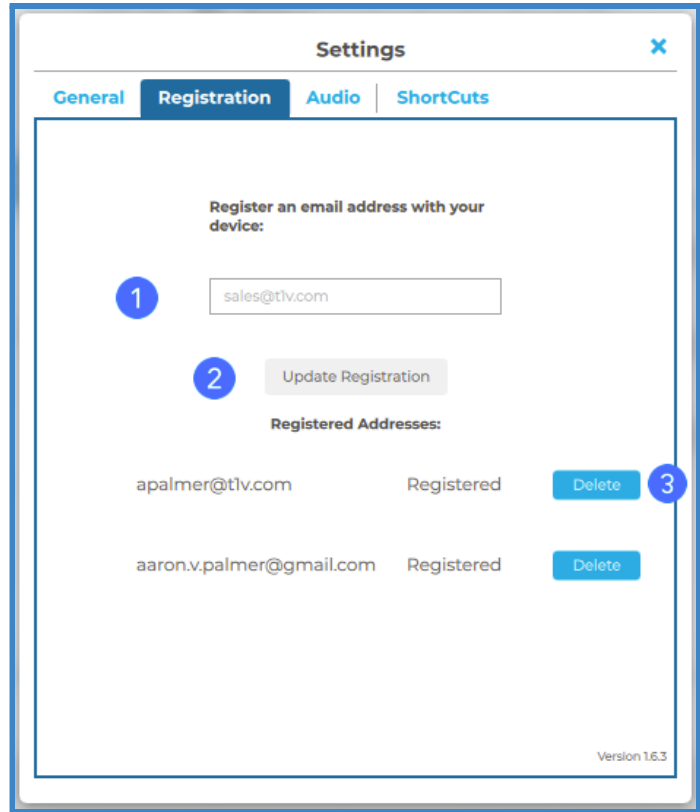 Settings
General Registration Audio ShortCuts
Register an email address with your
device:
1
sales@t1v.com
2
Update Registration
Registered Addresses:
apalmer@t1v.com Registered Delete 3
aaron.v.palmer@gmail.com Registered Delete
Version 1.6.3